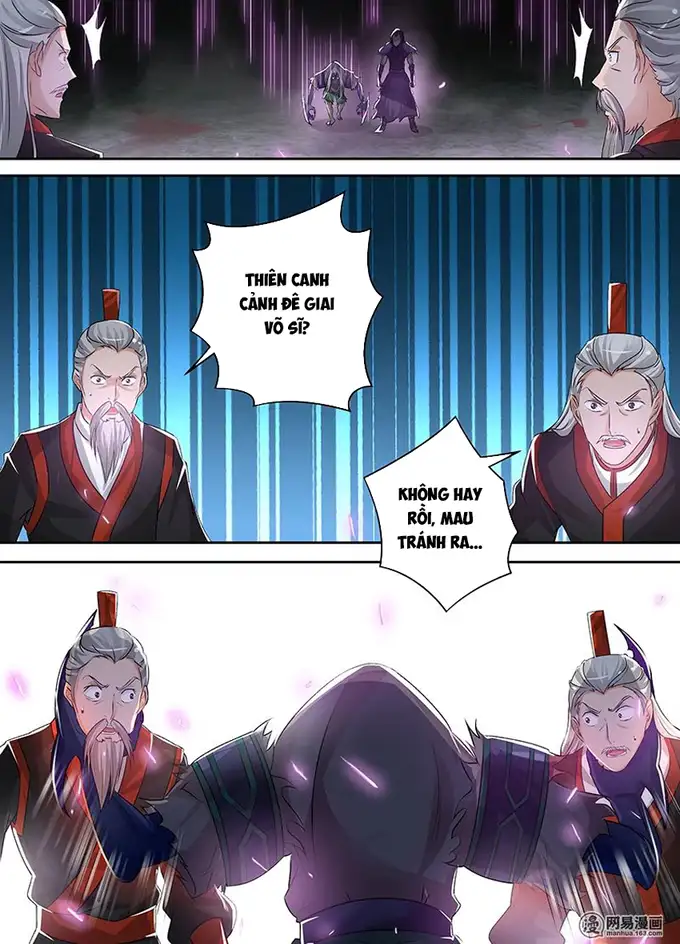 THIÊN CANH
CẢNH ĐÊ GIAI
VÕ SĨ?
KHÔNG HAY
RỒI, MAU
TRÁNH RA...
网易漫画
manhua.163.com